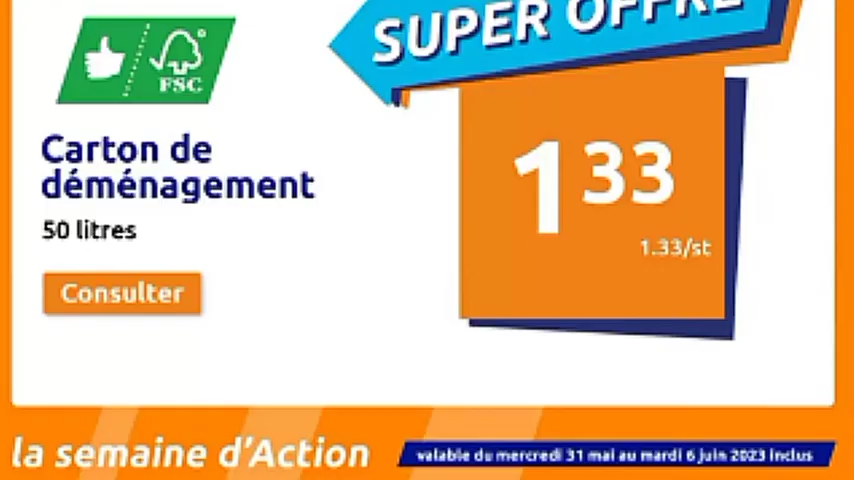 SUPER OFFRE
FSC
Carton de
déménagement
50 litres
1 33
1.33/st
Consulter
la semaine d'Action
valable du mercredi 31 mai au mardi 6 juin 2023 inclus